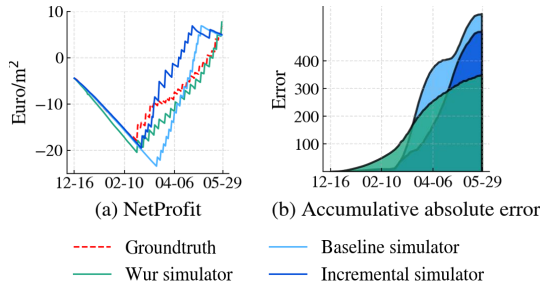 10
0
−10
−20
Euro/m²
12-16 02-10 04-06 05-29
(a) NetProfit
400
300
200
100
Error
12-16 02-10 04-06 05-29
(b) Accumulative absolute error
Groundtruth
Baseline simulator
Wur simulator
Incremental simulator